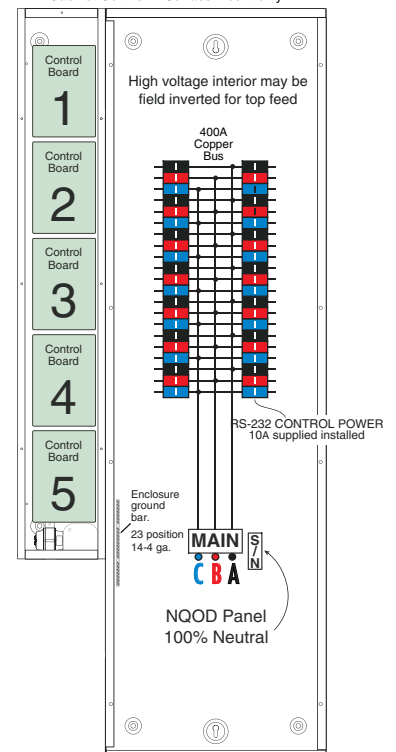 Control
Board
1
Control
Board
2
Control
Board
3
Control
Board
4
Control
Board
5
High voltage interior may be
field inverted for top feed
400A
Copper
Bus
RS-232 CONTROL POWER
10A supplied installed
Enclosure
ground
bar.
23 position
14-4 ga.
MAIN
S/N
C B A
NQOD Panel
100% Neutral